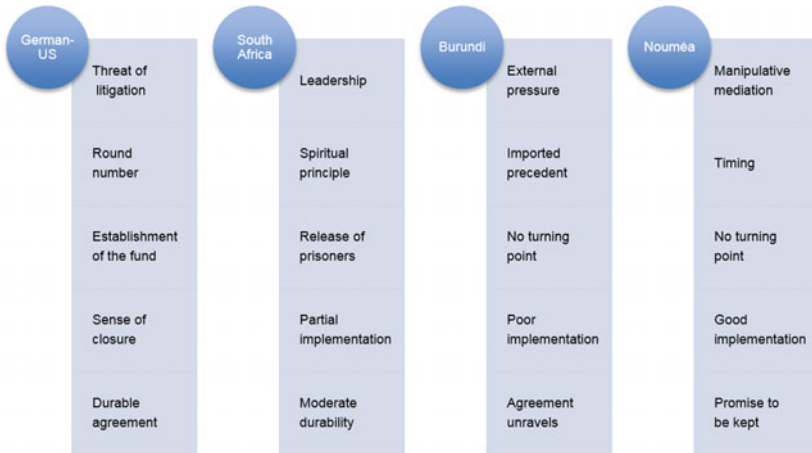 German-
US
Threat of
litigation
Round
number
Establishment
of the fund
Sense of
closure
Durable
agreement
South
Africa
Leadership
Spiritual
principle
Release of
prisoners
Partial
implementation
Moderate
durability
Burundi
External
pressure
Imported
precedent
No turning
point
Poor
implementation
Agreement
unravels
Nouméa
Manipulative
mediation
Timing
No turning
point
Good
implementation
Promise to
be kept